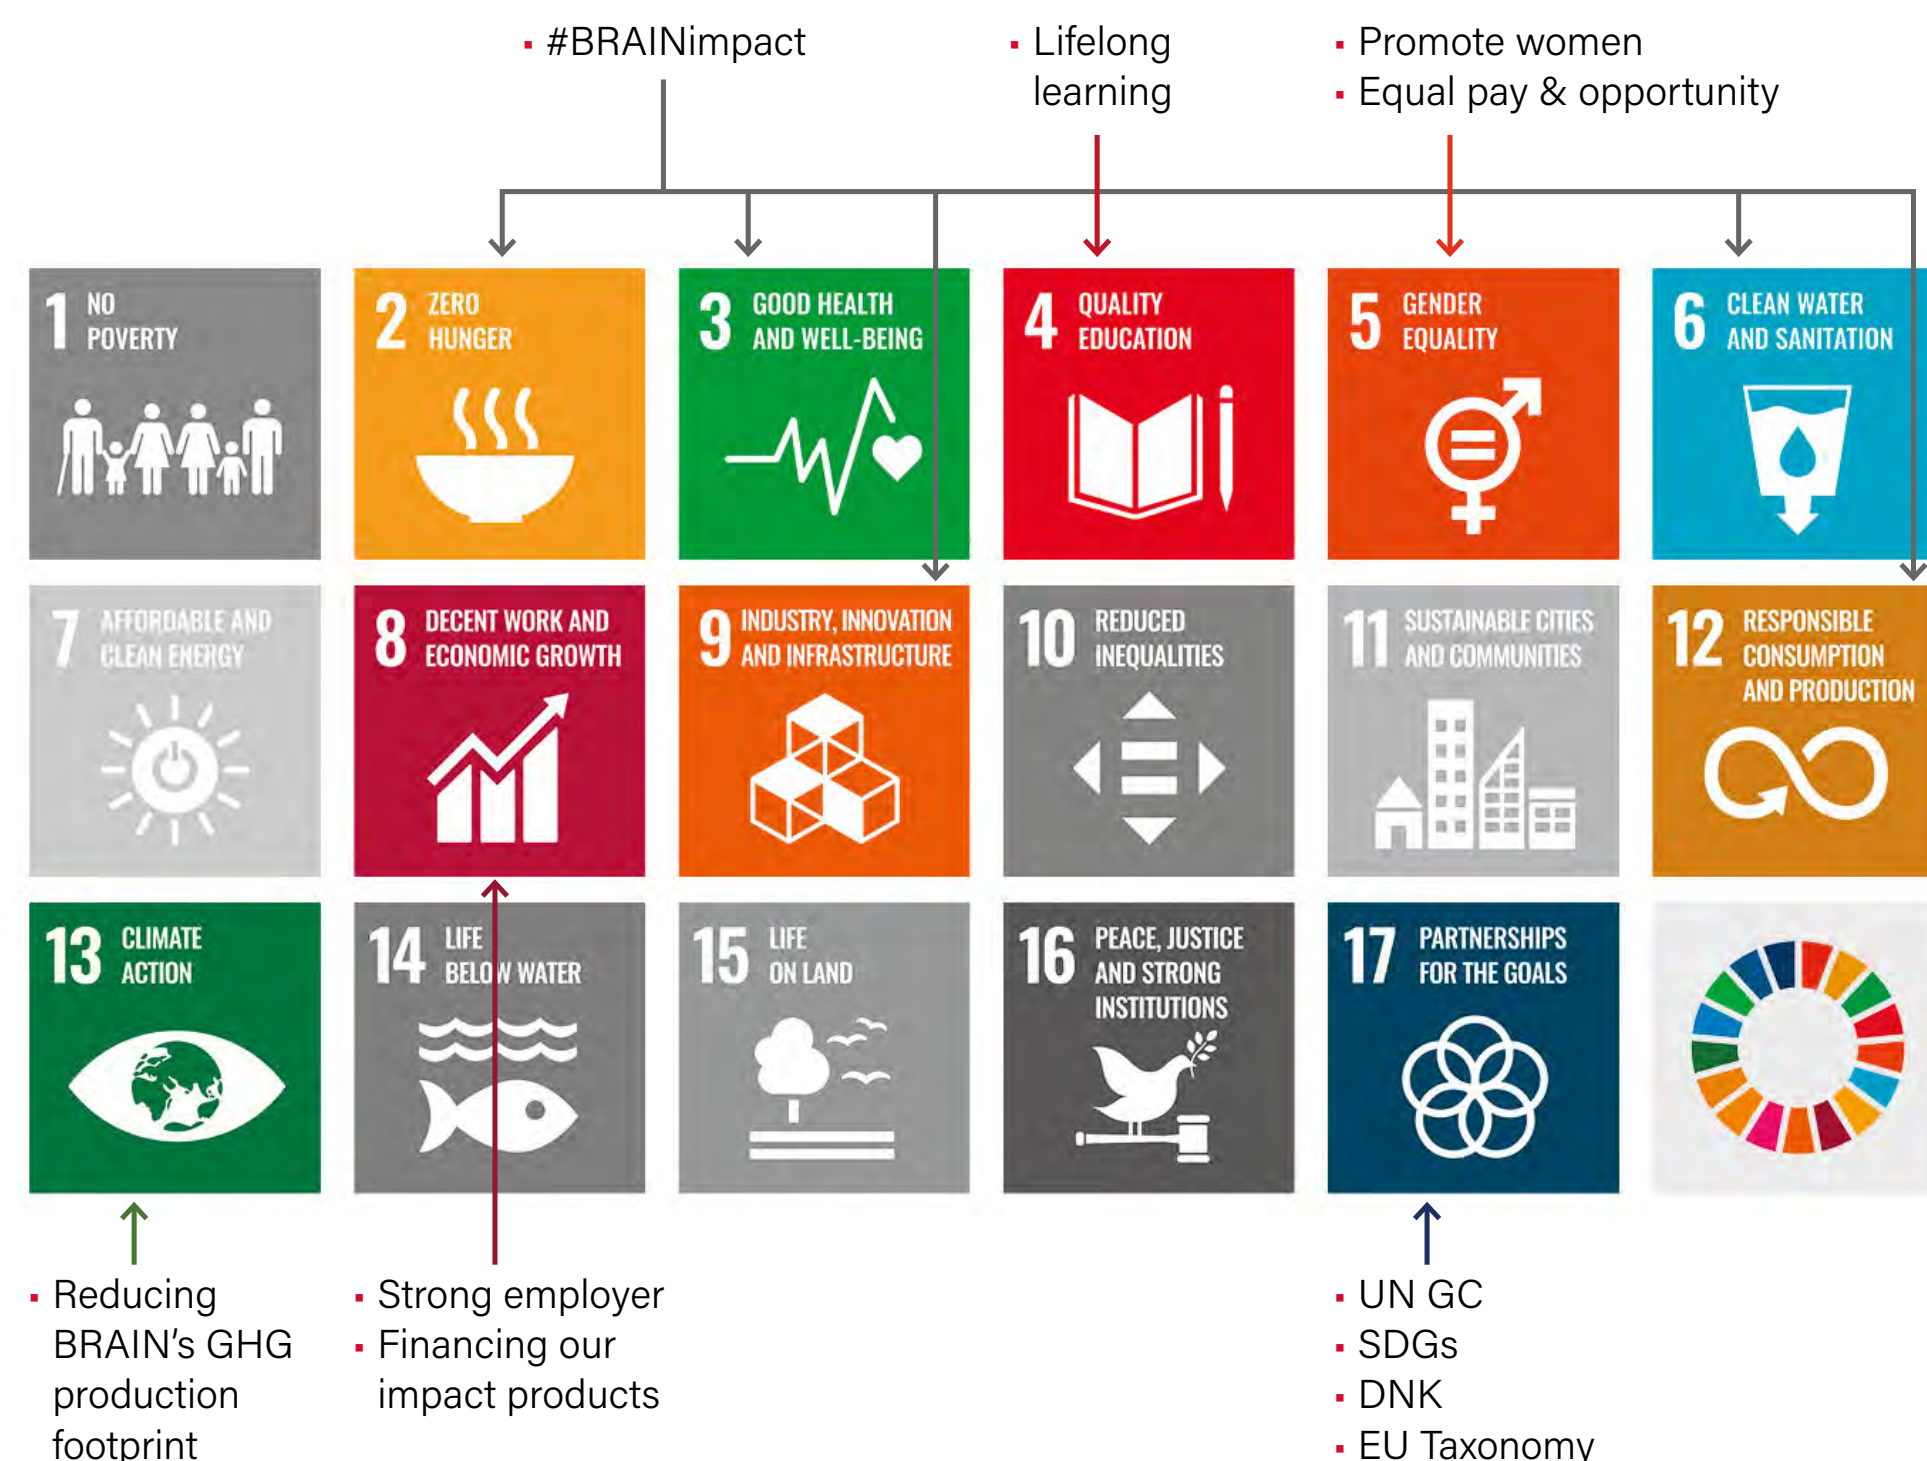 ▪ #BRAINimpact
▪ Lifelong
learning
▪ Promote women
▪ Equal pay & opportunity
1 NO
POVERTY
2 ZERO
HUNGER
3 GOOD HEALTH
AND WELL-BEING
4 QUALITY
EDUCATION
5 GENDER
EQUALITY
6 CLEAN WATER
AND SANITATION
7 AFFORDABLE AND
CLEAN ENERGY
8 DECENT WORK AND
ECONOMIC GROWTH
9 INDUSTRY, INNOVATION
AND INFRASTRUCTURE
10 REDUCED
INEQUALITIES
11 SUSTAINABLE CITIES
AND COMMUNITIES
12 RESPONSIBLE
CONSUMPTION
AND PRODUCTION
13 CLIMATE
ACTION
14 LIFE
BELOW WATER
15 LIFE
ON LAND
16 PEACE, JUSTICE
AND STRONG
INSTITUTIONS
17 PARTNERSHIPS
FOR THE GOALS
▪ Reducing
BRAIN's GHG
production
footprint
▪ Strong employer
▪ Financing our
impact products
▪ UN GC
▪ SDGs
▪ DNK
▪ EU Taxonomy